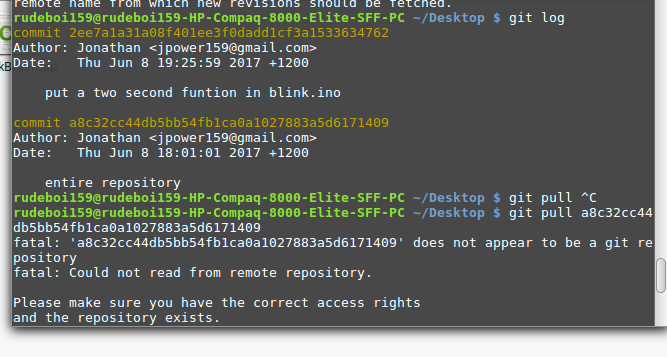 remote name from which new revisions should be fetched.
rudeboi159@rudeboi159-HP-Compaq-8000-Elite-SFF-PC ~/Desktop $ git log
commit 2ee7a1a31a08f401ee3f0dadd1cf3a1533634762
Author: Jonathan <jpower159@gmail.com>
Date:   Thu Jun 8 19:25:59 2017 +1200
    put a two second funtion in blink.ino
commit a8c32cc44db5bb54fb1ca0a1027883a5d6171409
Author: Jonathan <jpower159@gmail.com>
Date:   Thu Jun 8 18:01:01 2017 +1200
    entire repository
rudeboi159@rudeboi159-HP-Compaq-8000-Elite-SFF-PC ~/Desktop $ git pull ^C
rudeboi159@rudeboi159-HP-Compaq-8000-Elite-SFF-PC ~/Desktop $ git pull a8c32cc44
db5bb54fb1ca0a1027883a5d6171409
fatal: 'a8c32cc44db5bb54fb1ca0a1027883a5d6171409' does not appear to be a git re
pository
fatal: Could not read from remote repository.
Please make sure you have the correct access rights
and the repository exists.